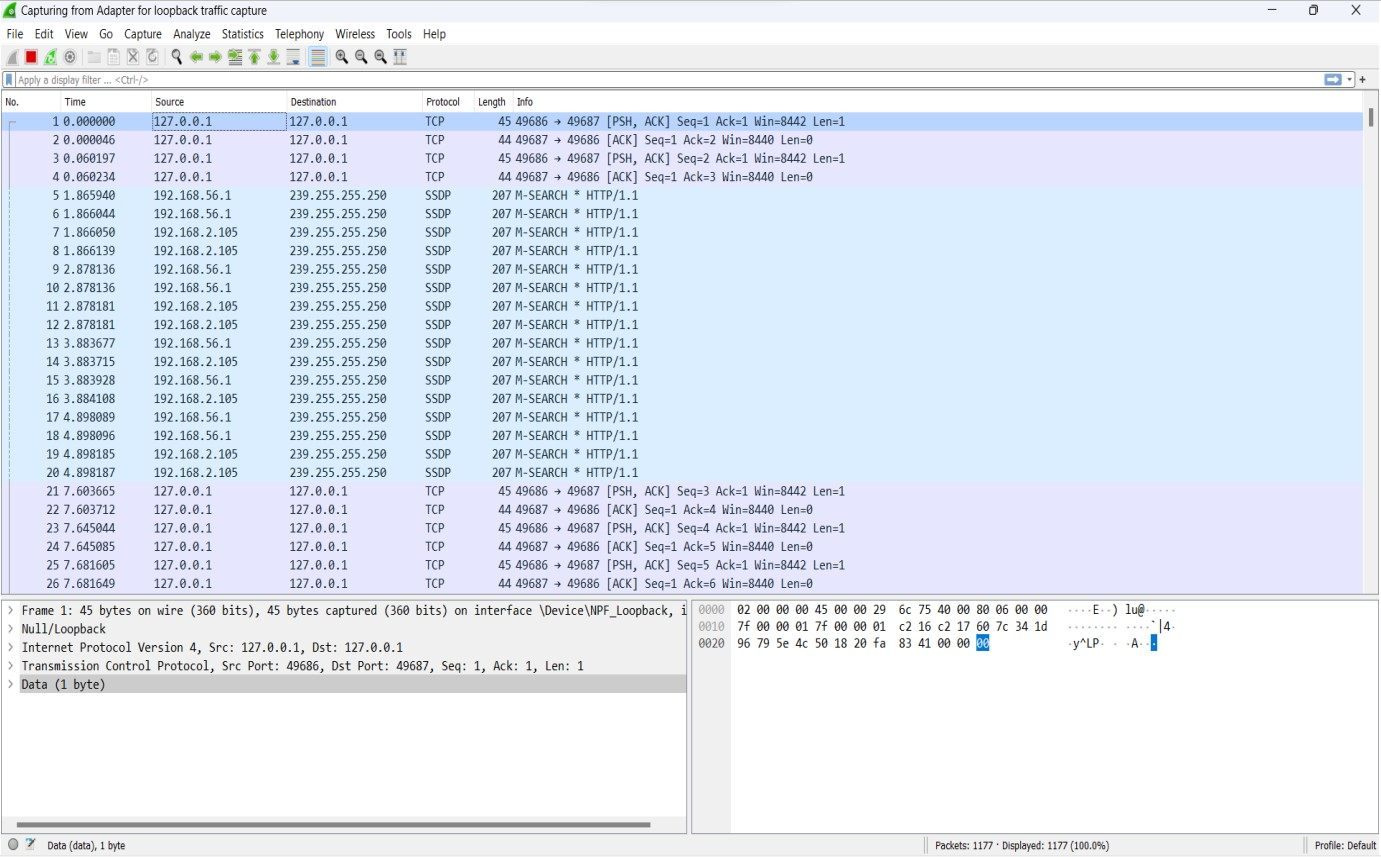 Capturing from Adapter for loopback traffic capture
File Edit View Go Capture Analyze Statistics Telephony Wireless Tools Help
Apply a display filter ... <Ctrl-/>
No. Time Source Destination Protocol Length Info
1 0.000000 127.0.0.1 127.0.0.1 TCP 45 49686 → 49687 [PSH, ACK] Seq=1 Ack=1 Win=8442 Len=1
2 0.000046 127.0.0.1 127.0.0.1 TCP 44 49687 → 49686 [ACK] Seq=1 Ack=2 Win=8440 Len=0
3 0.060197 127.0.0.1 127.0.0.1 TCP 45 49686 → 49687 [PSH, ACK] Seq=2 Ack=1 Win=8442 Len=1
4 0.060234 127.0.0.1 127.0.0.1 TCP 44 49687 → 49686 [ACK] Seq=1 Ack=3 Win=8440 Len=0
5 1.865940 192.168.56.1 239.255.255.250 SSDP 207 M-SEARCH * HTTP/1.1
6 1.866044 192.168.56.1 239.255.255.250 SSDP 207 M-SEARCH * HTTP/1.1
7 1.866050 192.168.2.105 239.255.255.250 SSDP 207 M-SEARCH * HTTP/1.1
8 1.866139 192.168.2.105 239.255.255.250 SSDP 207 M-SEARCH * HTTP/1.1
9 2.878136 192.168.56.1 239.255.255.250 SSDP 207 M-SEARCH * HTTP/1.1
10 2.878136 192.168.56.1 239.255.255.250 SSDP 207 M-SEARCH * HTTP/1.1
11 2.878181 192.168.2.105 239.255.255.250 SSDP 207 M-SEARCH * HTTP/1.1
12 2.878181 192.168.2.105 239.255.255.250 SSDP 207 M-SEARCH * HTTP/1.1
13 3.883677 192.168.56.1 239.255.255.250 SSDP 207 M-SEARCH * HTTP/1.1
14 3.883715 192.168.2.105 239.255.255.250 SSDP 207 M-SEARCH * HTTP/1.1
15 3.883928 192.168.56.1 239.255.255.250 SSDP 207 M-SEARCH * HTTP/1.1
16 3.884108 192.168.2.105 239.255.255.250 SSDP 207 M-SEARCH * HTTP/1.1
17 4.898089 192.168.56.1 239.255.255.250 SSDP 207 M-SEARCH * HTTP/1.1
18 4.898096 192.168.56.1 239.255.255.250 SSDP 207 M-SEARCH * HTTP/1.1
19 4.898185 192.168.2.105 239.255.255.250 SSDP 207 M-SEARCH * HTTP/1.1
20 4.898187 192.168.2.105 239.255.255.250 SSDP 207 M-SEARCH * HTTP/1.1
21 7.603665 127.0.0.1 127.0.0.1 TCP 45 49686 → 49687 [PSH, ACK] Seq=3 Ack=1 Win=8442 Len=1
22 7.603712 127.0.0.1 127.0.0.1 TCP 44 49687 → 49686 [ACK] Seq=1 Ack=4 Win=8440 Len=0
23 7.645044 127.0.0.1 127.0.0.1 TCP 45 49686 → 49687 [PSH, ACK] Seq=4 Ack=1 Win=8442 Len=1
24 7.645085 127.0.0.1 127.0.0.1 TCP 44 49687 → 49686 [ACK] Seq=1 Ack=5 Win=8440 Len=0
25 7.681605 127.0.0.1 127.0.0.1 TCP 45 49686 → 49687 [PSH, ACK] Seq=5 Ack=1 Win=8442 Len=1
26 7.681649 127.0.0.1 127.0.0.1 TCP 44 49687 → 49686 [ACK] Seq=1 Ack=6 Win=8440 Len=0
Frame 1: 45 bytes on wire (360 bits), 45 bytes captured (360 bits) on interface \Device\NPF_Loopback, i
Null/Loopback
Internet Protocol Version 4, Src: 127.0.0.1, Dst: 127.0.0.1
Transmission Control Protocol, Src Port: 49686, Dst Port: 49687, Seq: 1, Ack: 1, Len: 1
Data (1 byte)
0000 02 00 00 00 45 00 00 29 6c 75 40 00 80 06 00 00 ····E··) lu@·····
0010 7f 00 00 01 7f 00 00 01 c2 16 c2 17 60 7c 34 1d ········ ····`|4·
0020 96 79 5e 4c 50 18 20 fa 83 41 00 00 00 ·y^LP· · ·A···
Data (data), 1 byte
Packets: 1177 · Displayed: 1177 (100.0%)
Profile: Default